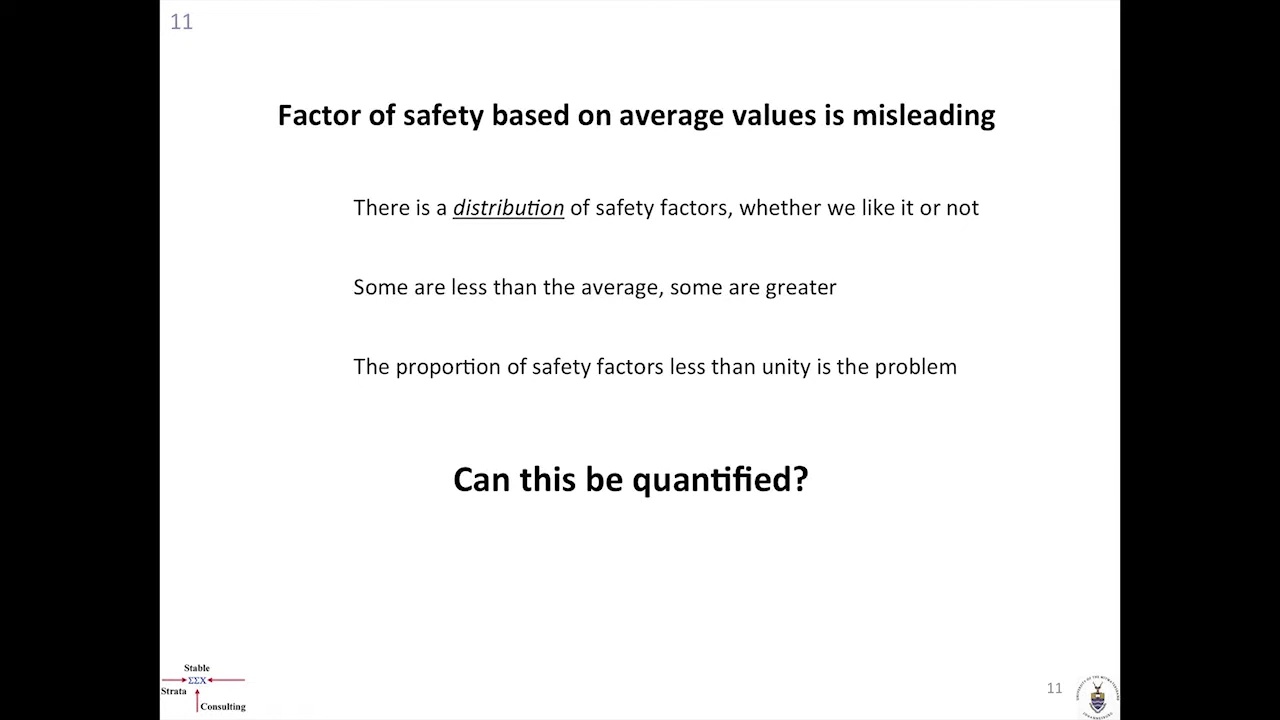 11
Factor of safety based on average values is misleading
There is a distribution of safety factors, whether we like it or not
Some are less than the average, some are greater
The proportion of safety factors less than unity is the problem
Can this be quantified?
Stable
ΣΣX
Strata
Consulting
11